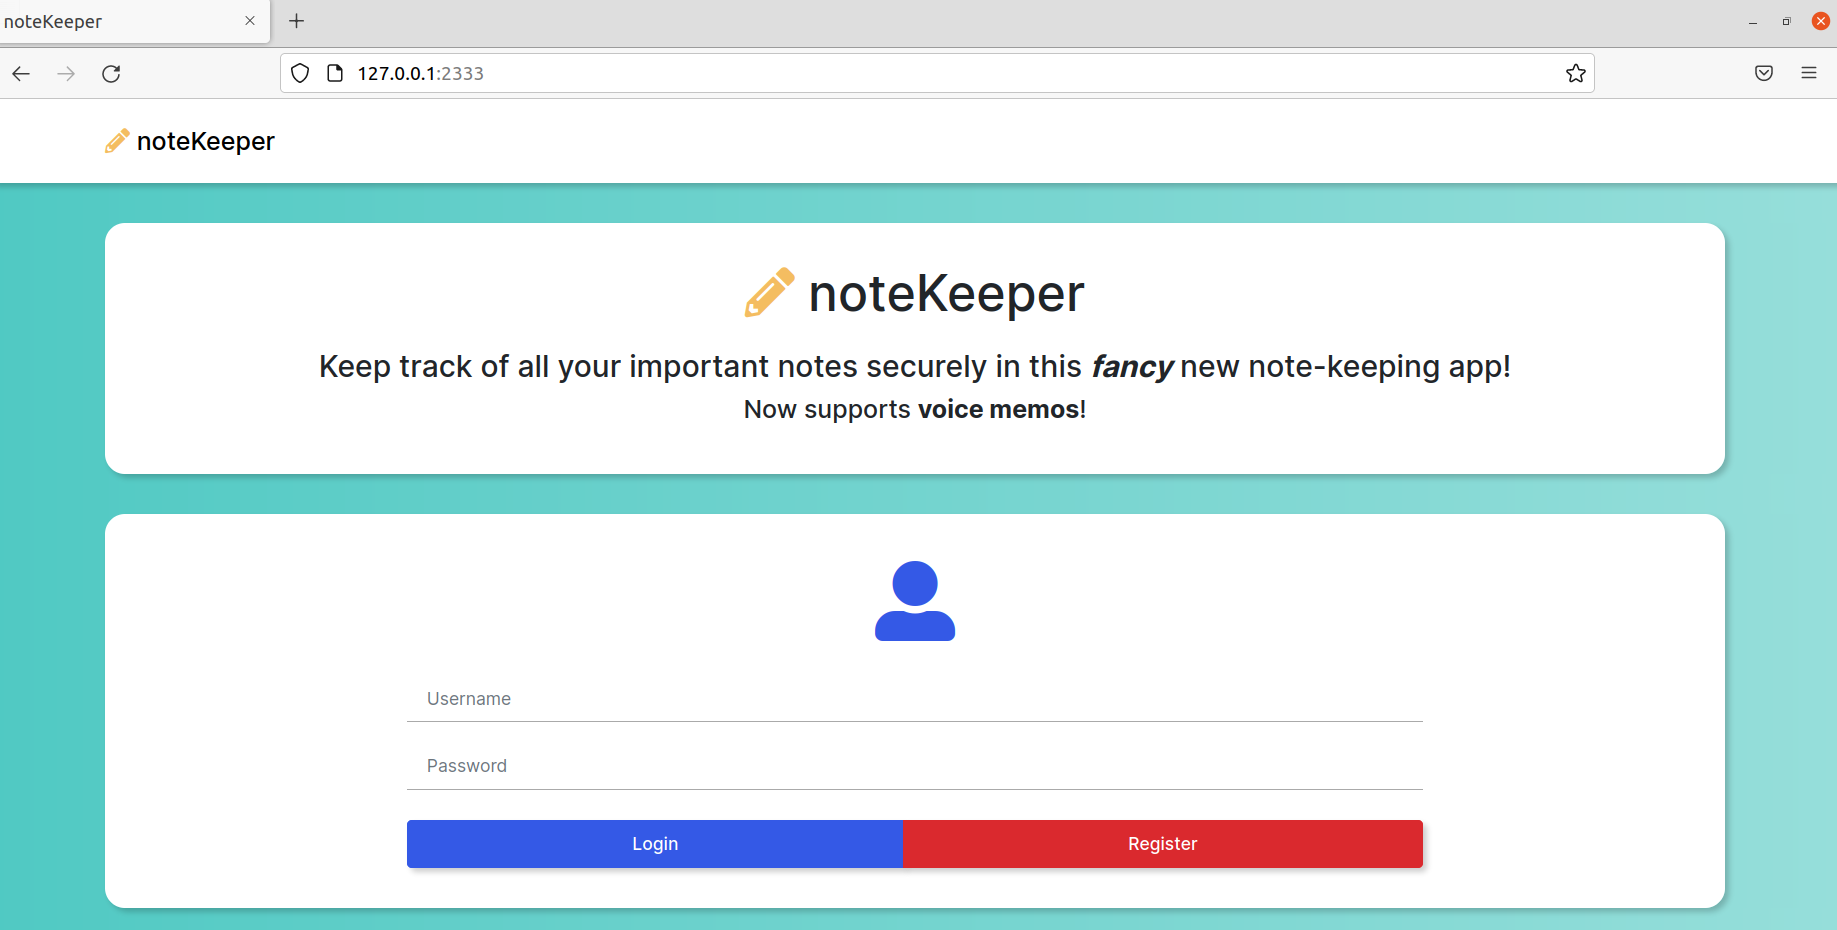 noteKeeper
127.0.0.1:2333
noteKeeper
noteKeeper
Keep track of all your important notes securely in this fancy new note-keeping app!
Now supports voice memos!
Username
Password
Login
Register